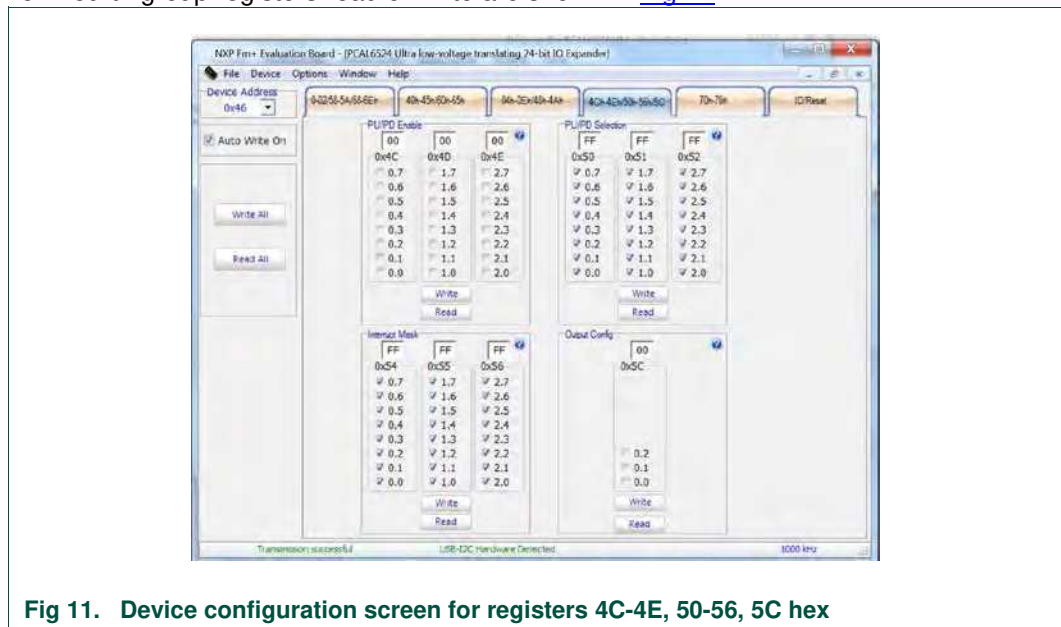 NXP Fm+ Evaluation Board - (PCAL6524 Ultra low-voltage translating 24-bit IO Expander)
File Device Options Window Help
Device Address
0x46
40h-45h/60h-65h
4Ch-4Eh/50h-56h/5C
70h-76h
IO/Reset
Auto Write On
Write All
Read All
PU/PD Enable
00 00 00
0x4C 0x4D 0x4E
0.7 1.7 2.7
0.6 1.6 2.6
0.5 1.5 2.5
0.4 1.4 2.4
0.3 1.3 2.3
0.2 1.2 2.2
0.1 1.1 2.1
0.0 1.0 2.0
Write
Read
PU/PD Selection
FF FF FF
0x50 0x51 0x52
0.7 1.7 2.7
0.6 1.6 2.6
0.5 1.5 2.5
0.4 1.4 2.4
0.3 1.3 2.3
0.2 1.2 2.2
0.1 1.1 2.1
0.0 1.0 2.0
Write
Read
Interrupt Mask
FF FF FF
0x54 0x55 0x56
0.7 1.7 2.7
0.6 1.6 2.6
0.5 1.5 2.5
0.4 1.4 2.4
0.3 1.3 2.3
0.2 1.2 2.2
0.1 1.1 2.1
0.0 1.0 2.0
Write
Read
Output Config
00
0x5C
0.2
0.1
0.0
Write
Read
Transmission successful
USB-I2C Hardware Detected
1000 kHz
Fig 11. Device configuration screen for registers 4C-4E, 50-56, 5C hex